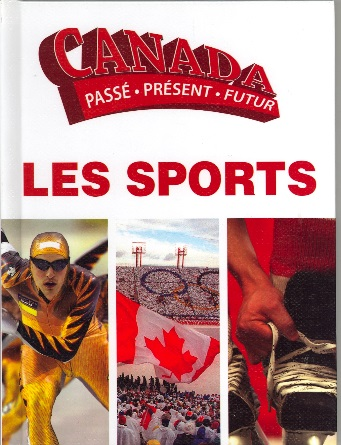 CANADA
PASSÉ • PRÉSENT • FUTUR
LES SPORTS